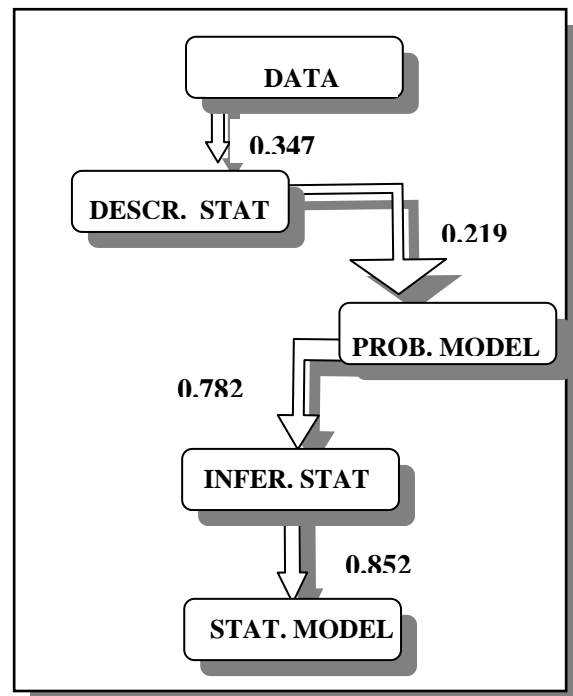 DATA
0.347
DESCR. STAT
0.219
PROB. MODEL
0.782
INFER. STAT
0.852
STAT. MODEL